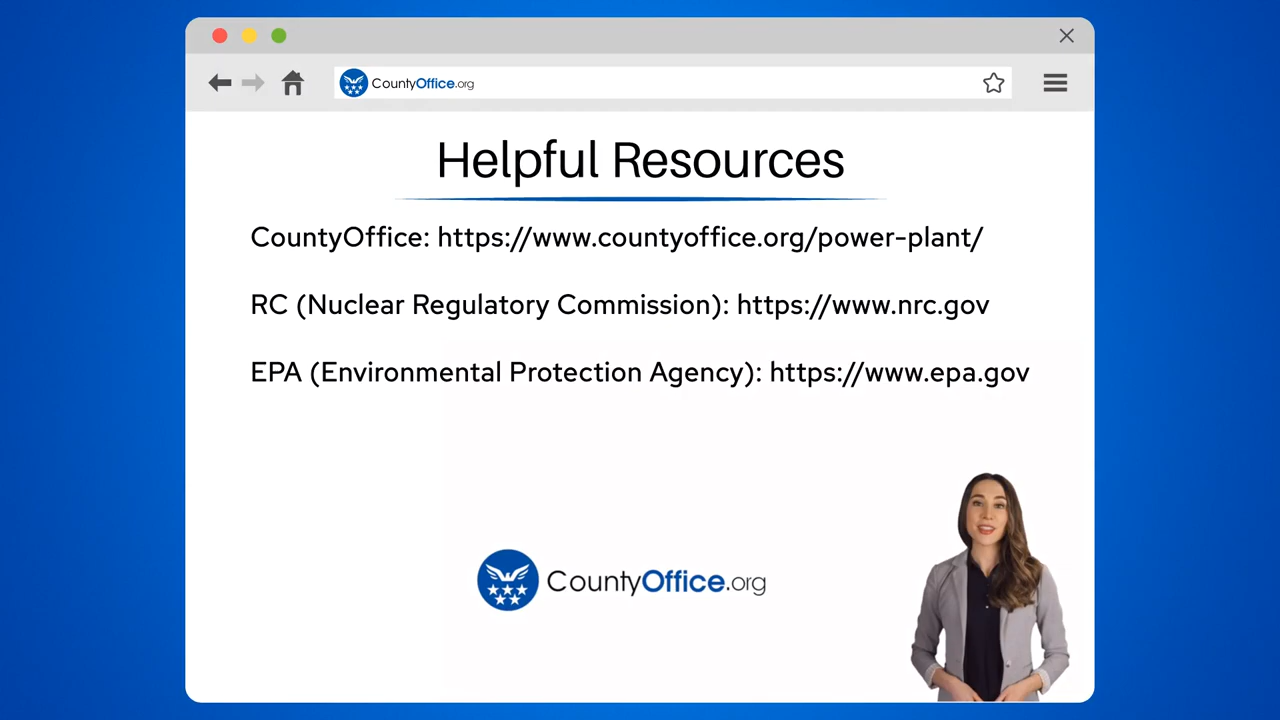 CountyOffice.org
Helpful Resources
CountyOffice: https://www.countyoffice.org/power-plant/
RC (Nuclear Regulatory Commission): https://www.nrc.gov
EPA (Environmental Protection Agency): https://www.epa.gov
CountyOffice.org